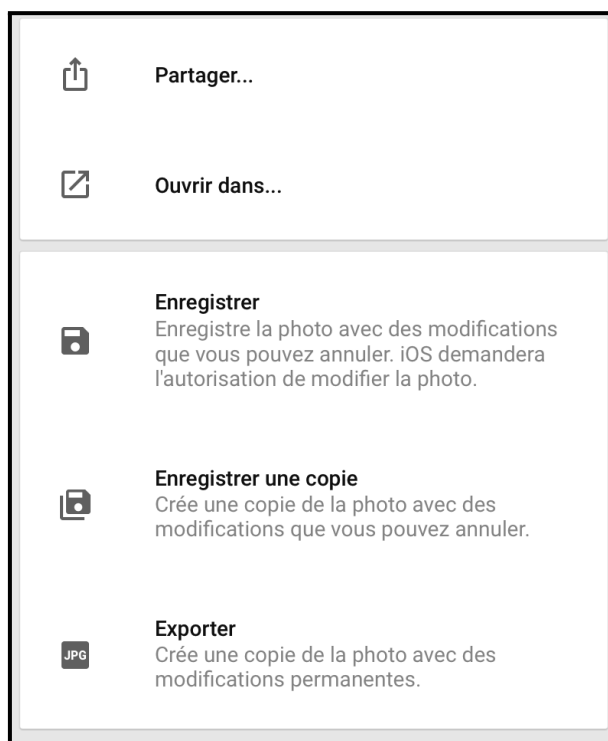 Partager...
Ouvrir dans...
Enregistrer
Enregistre la photo avec des modifications
que vous pouvez annuler. iOS demandera
l'autorisation de modifier la photo.
Enregistrer une copie
Crée une copie de la photo avec des
modifications que vous pouvez annuler.
Exporter
JPG
Crée une copie de la photo avec des
modifications permanentes.